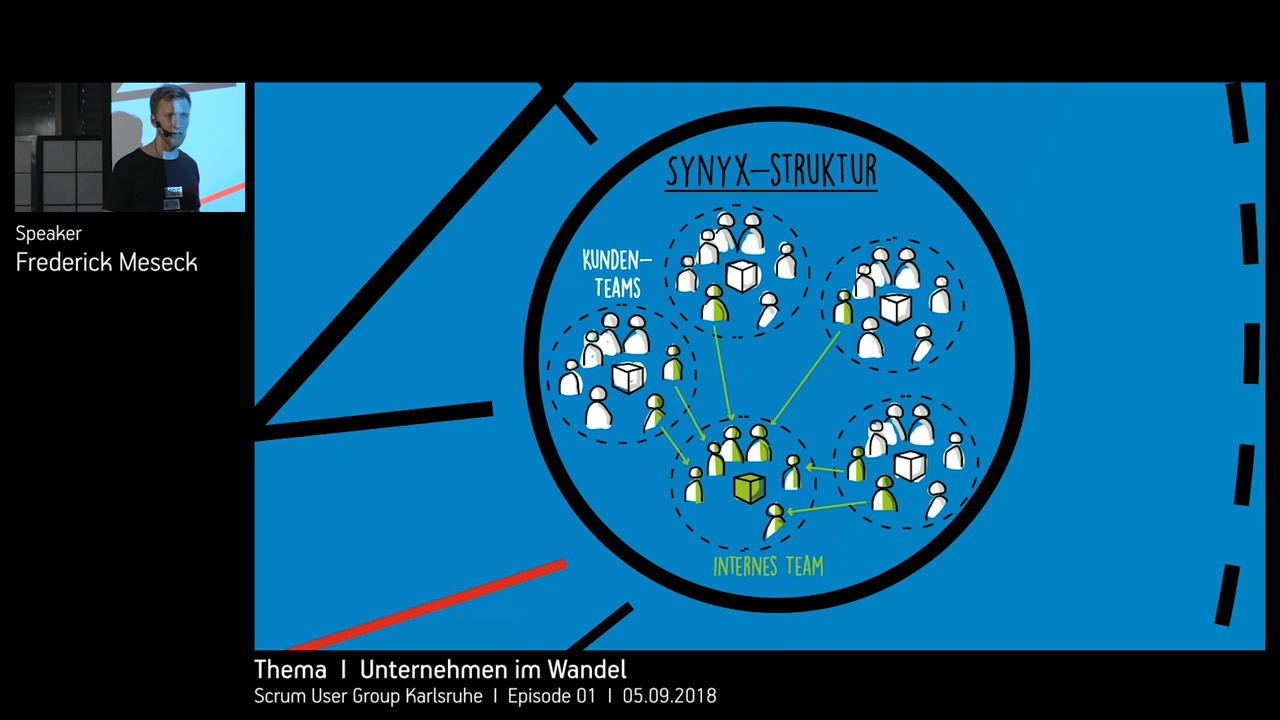 Speaker
Frederick Meseck
SYNYX–STRUKTUR
KUNDEN–
TEAMS
INTERNES TEAM
Thema | Unternehmen im Wandel
Scrum User Group Karlsruhe | Episode 01 | 05.09.2018